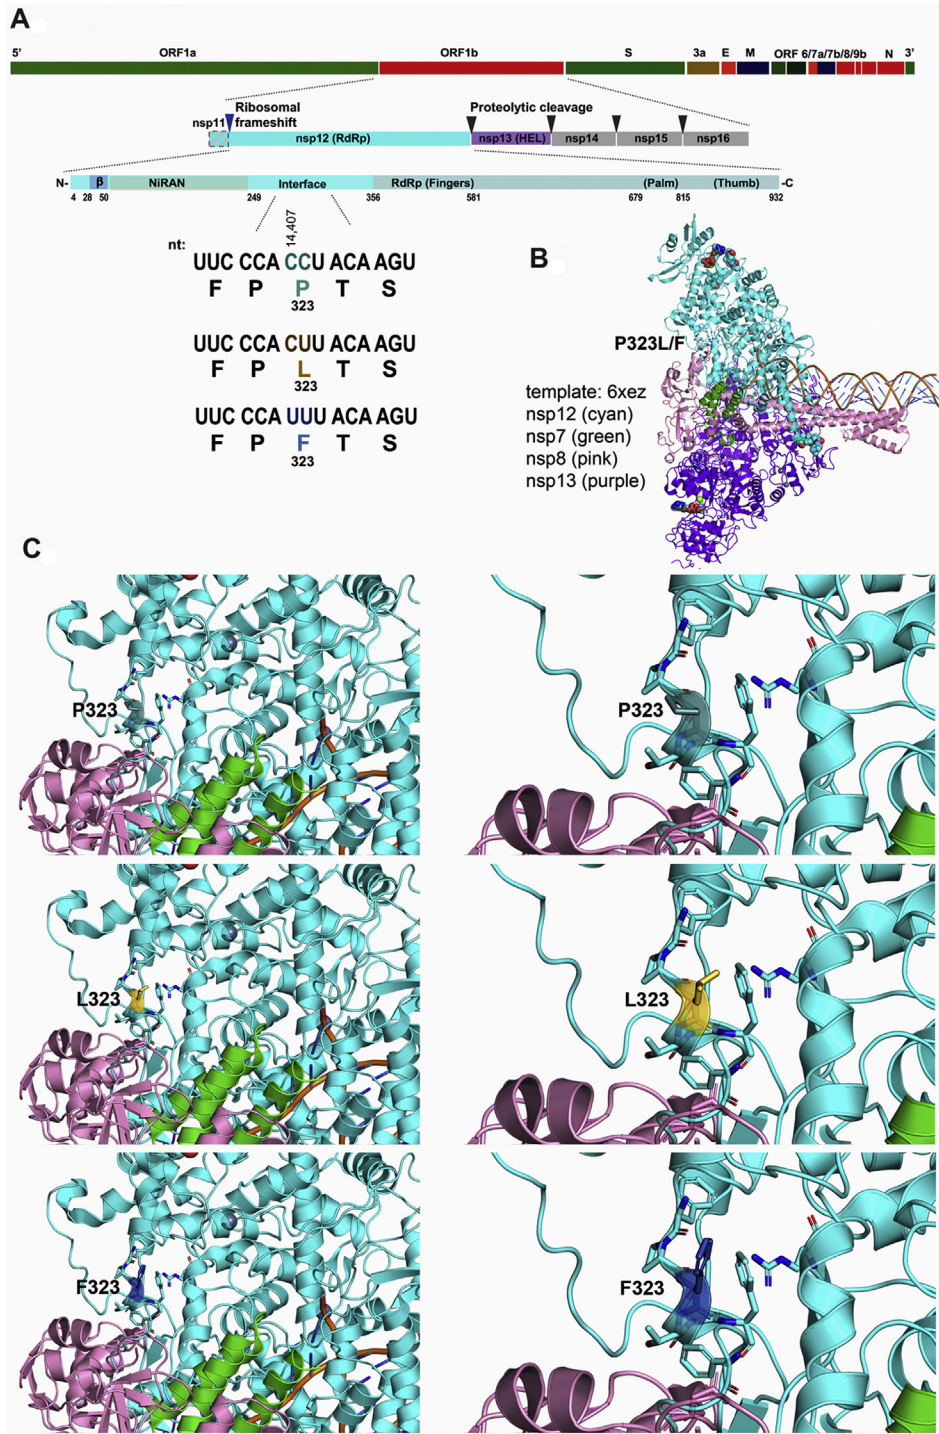 A
5' ORF1a ORF1b S 3a E M ORF 6/7a/7b/8/9b N 3'
Ribosomal frameshift
Proteolytic cleavage
nsp11 nsp12 (RdRp) nsp13 (HEL) nsp14 nsp15 nsp16
N- β NiRAN Interface RdRp (Fingers) (Palm) (Thumb) -C
4 28 50 249 356 581 679 815 932
14,407
nt:
UUC CCA CCU ACA AGU
F P P T S
323
UUC CCA CUU ACA AGU
F P L T S
323
UUC CCA UUU ACA AGU
F P F T S
323
B
P323L/F
template: 6xez
nsp12 (cyan)
nsp7 (green)
nsp8 (pink)
nsp13 (purple)
C
P323
P323
L323
L323
F323
F323